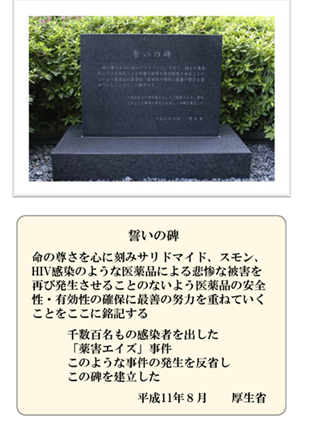 誓いの碑
誓いの碑
命の尊さを心に刻みサリドマイド、スモン、
HIV感染のような医薬品による悲惨な被害を
再び発生させることのないよう医薬品の安全
性・有効性の確保に最善の努力を重ねていく
ことをここに銘記する
千数百名もの感染者を出した
「薬害エイズ」事件
このような事件の発生を反省し
この碑を建立した
平成11年８月　厚生省